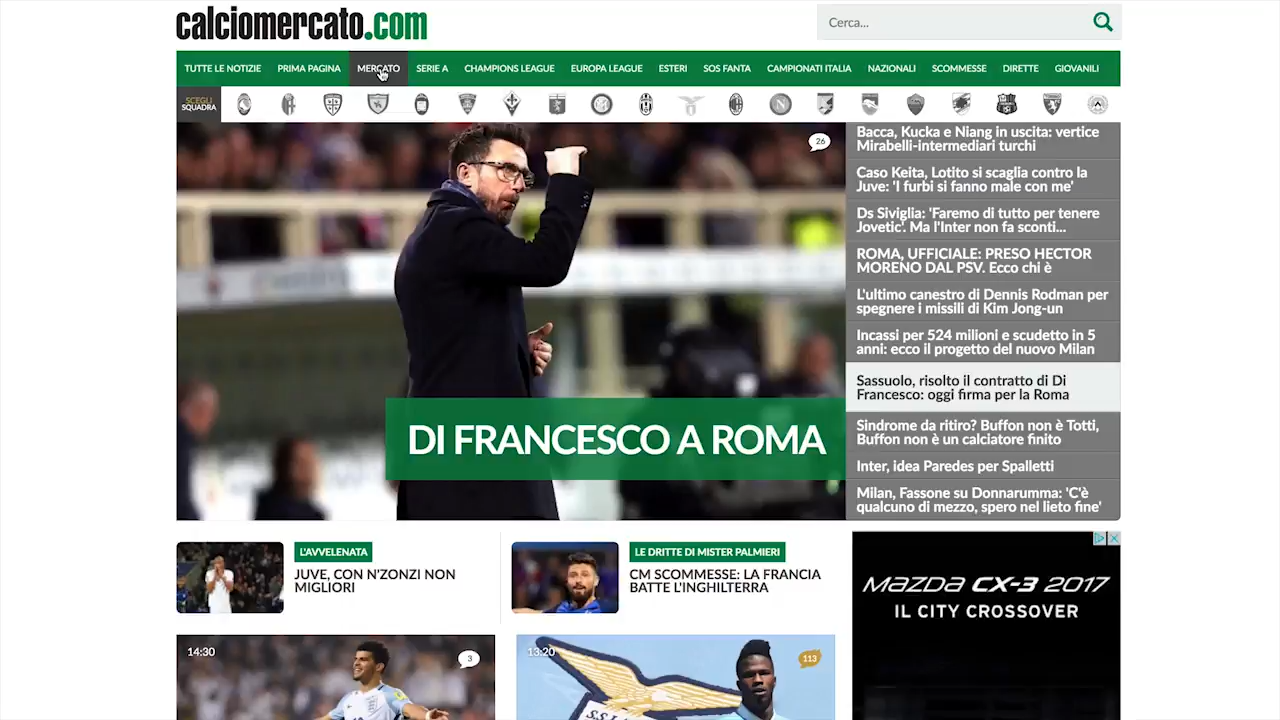 calciomercato.com
Cerca...
TUTTE LE NOTIZIE PRIMA PAGINA MERCATO SERIE A CHAMPIONS LEAGUE EUROPA LEAGUE ESTERI SOS FANTA CAMPIONATI ITALIA NAZIONALI SCOMMESSE DIRETTE GIOVANILI
SCEGLI
SQUADRA
26
DI FRANCESCO A ROMA
Bacca, Kucka e Niang in uscita: vertice
Mirabelli-intermediari turchi
Caso Keita, Lotito si scaglia contro la
Juve: 'I furbi si fanno male con me'
Ds Siviglia: 'Faremo di tutto per tenere
Jovetic'. Ma l'Inter non fa sconti...
ROMA, UFFICIALE: PRESO HECTOR
MORENO DAL PSV. Ecco chi è
L'ultimo canestro di Dennis Rodman per
spegnere i missili di Kim Jong-un
Incassi per 524 milioni e scudetto in 5
anni: ecco il progetto del nuovo Milan
Sassuolo, risolto il contratto di Di
Francesco: oggi firma per la Roma
Sindrome da ritiro? Buffon non è Totti,
Buffon non è un calciatore finito
Inter, idea Paredes per Spalletti
Milan, Fassone su Donnarumma: 'C'è
qualcuno di mezzo, spero nel lieto fine'
L'AVVELENATA
JUVE, CON N'ZONZI NON
MIGLIORI
LE DRITTE DI MISTER PALMIERI
CM SCOMMESSE: LA FRANCIA
BATTE L'INGHILTERRA
MAZDA CX-3 2017
IL CITY CROSSOVER
14:30
3
13:20
113
S.S.L